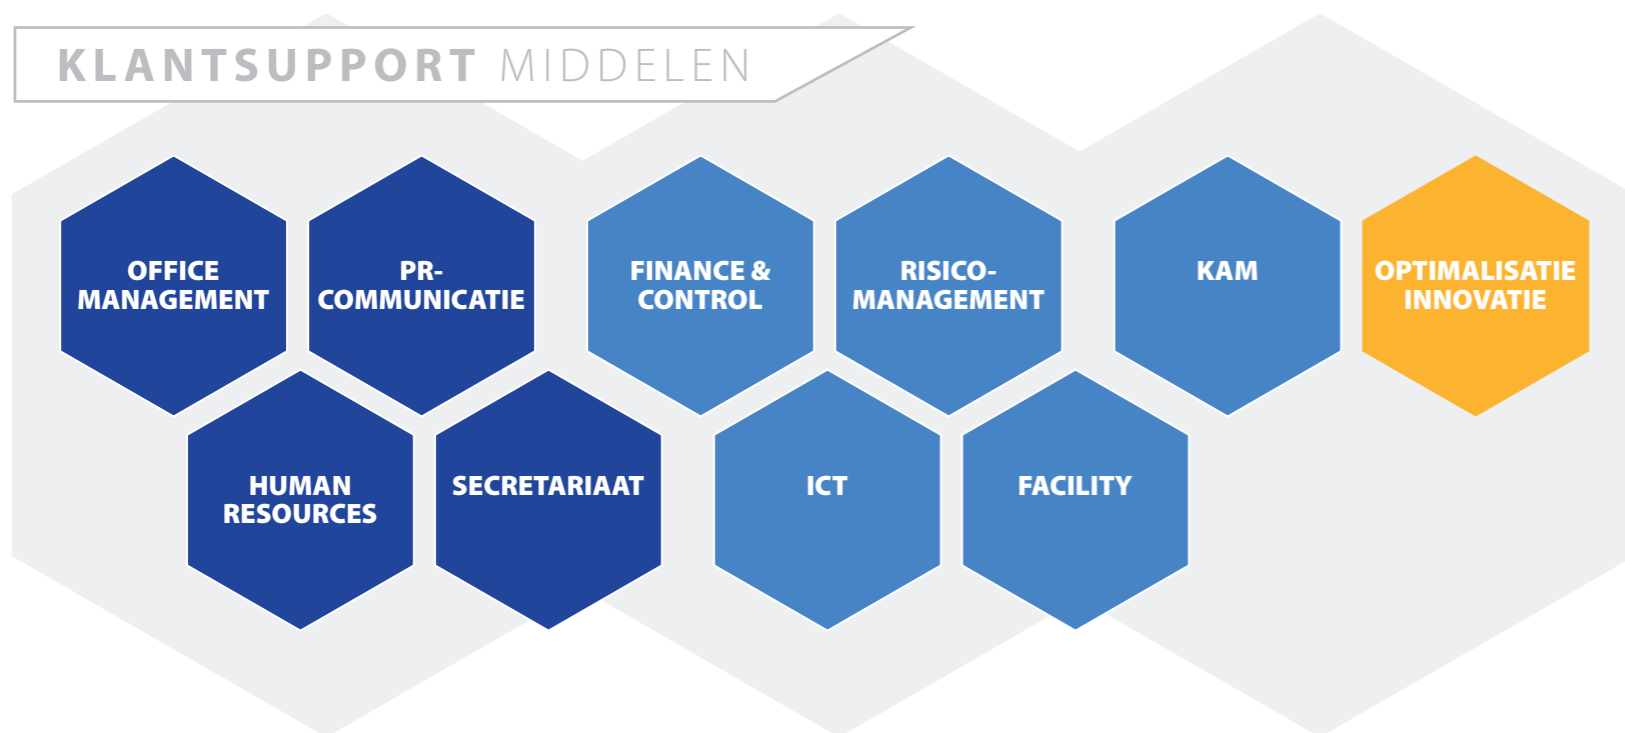 KLANTSUPPORT MIDDELEN
OFFICE
MANAGEMENT
PR-
COMMUNICATIE
FINANCE &
CONTROL
RISICO-
MANAGEMENT
KAM
OPTIMALISATIE
INNOVATIE
HUMAN
RESOURCES
SECRETARIAAT
ICT
FACILITY